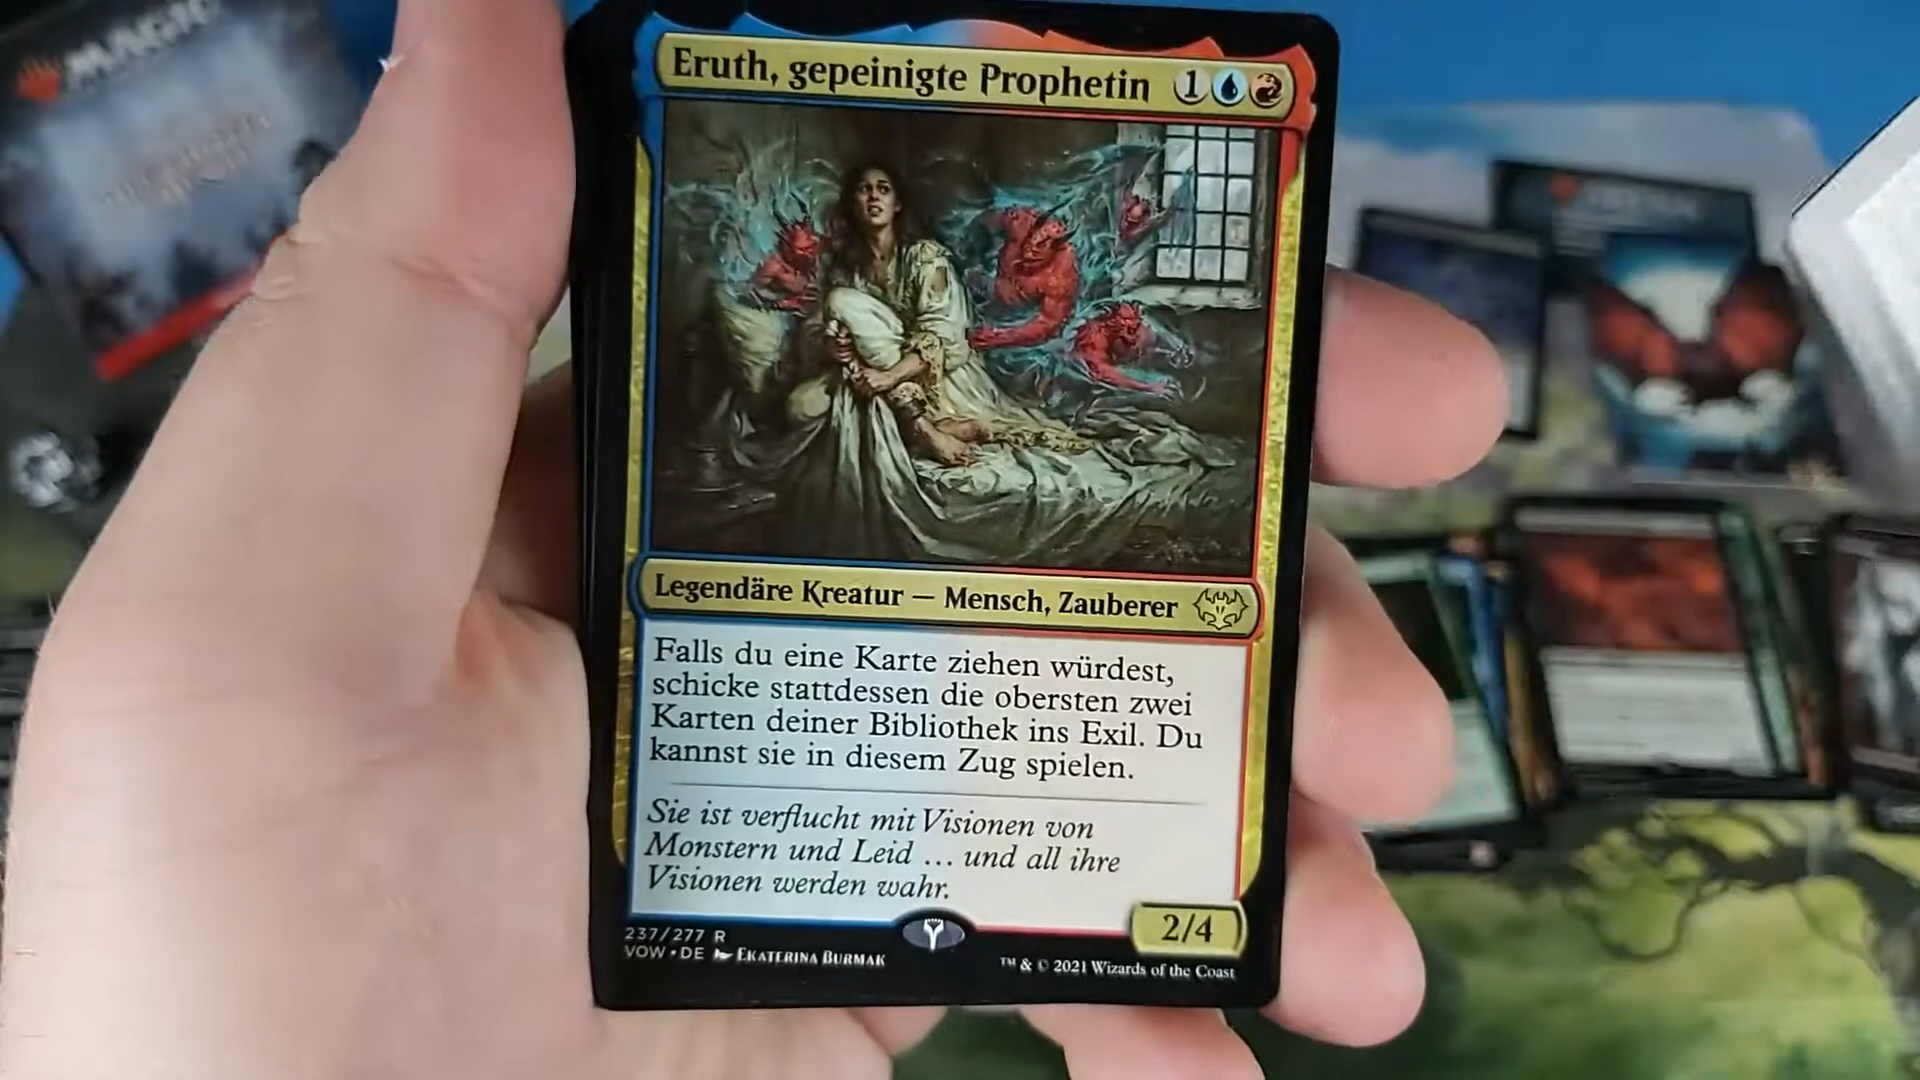 MAGIC
Eruth, gepeinigte Prophetin 1
Legendäre Kreatur — Mensch, Zauberer
Falls du eine Karte ziehen würdest,
schicke stattdessen die obersten zwei
Karten deiner Bibliothek ins Exil. Du
kannst sie in diesem Zug spielen.
Sie ist verflucht mit Visionen von
Monstern und Leid … und all ihre
Visionen werden wahr.
2/4
237/277 R
VOW • DE EKATERINA BURMAK
™ & © 2021 Wizards of the Coast